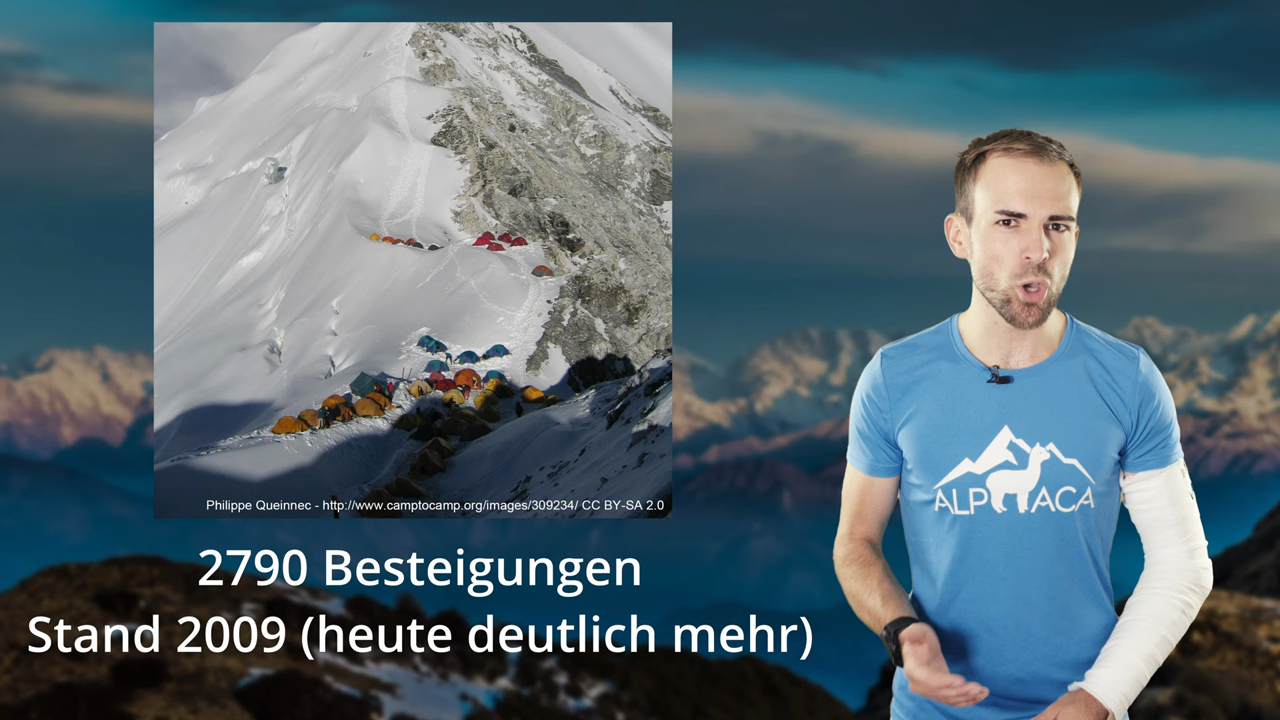 Philippe Queinnec - http://www.camptocamp.org/images/309234/ CC BY-SA 2.0
2790 Besteigungen
Stand 2009 (heute deutlich mehr)
ALPACA